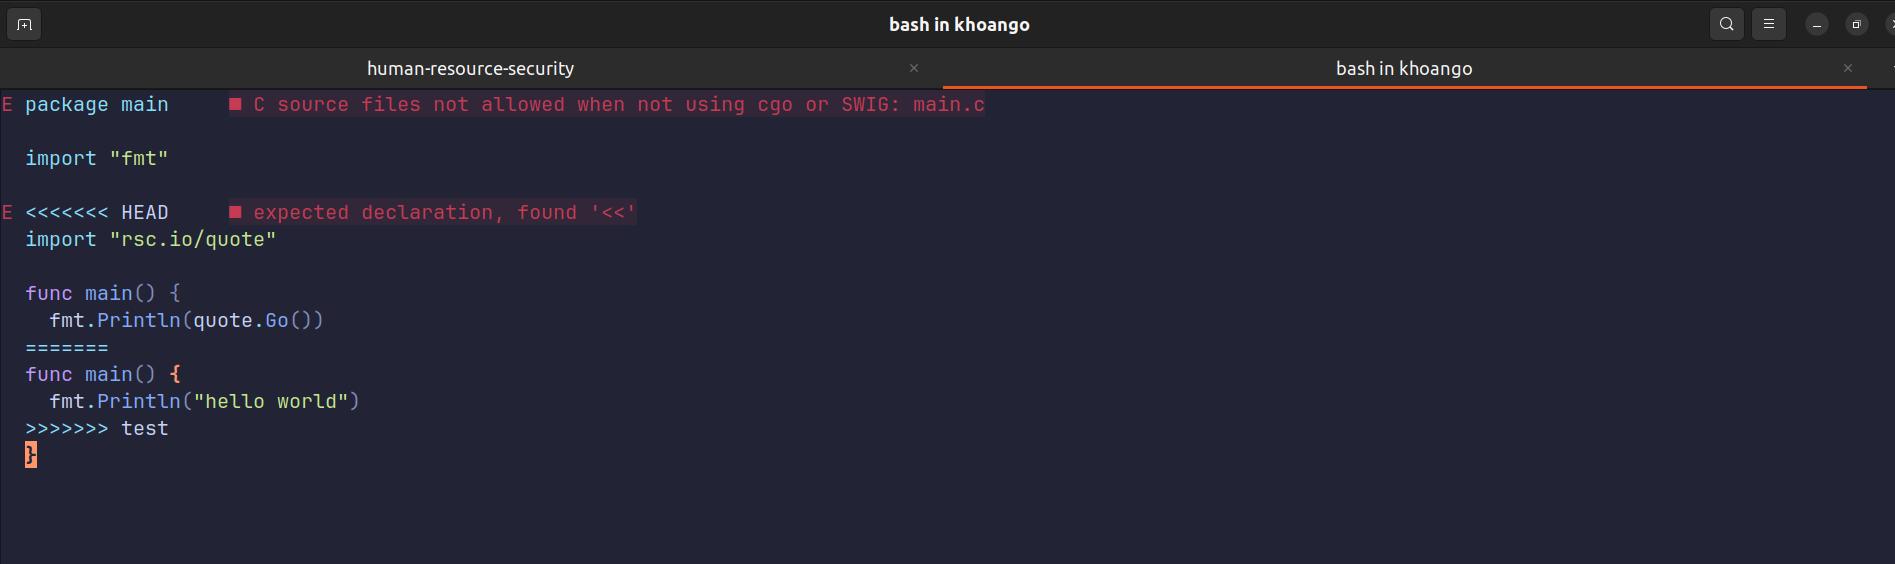 bash in khoango
human-resource-security × bash in khoango ×
E package main ■ C source files not allowed when not using cgo or SWIG: main.c
import "fmt"
E <<<<<<< HEAD ■ expected declaration, found '<<'
import "rsc.io/quote"
func main() {
fmt.Println(quote.Go())
=======
func main() {
fmt.Println("hello world")
>>>>>>> test
}